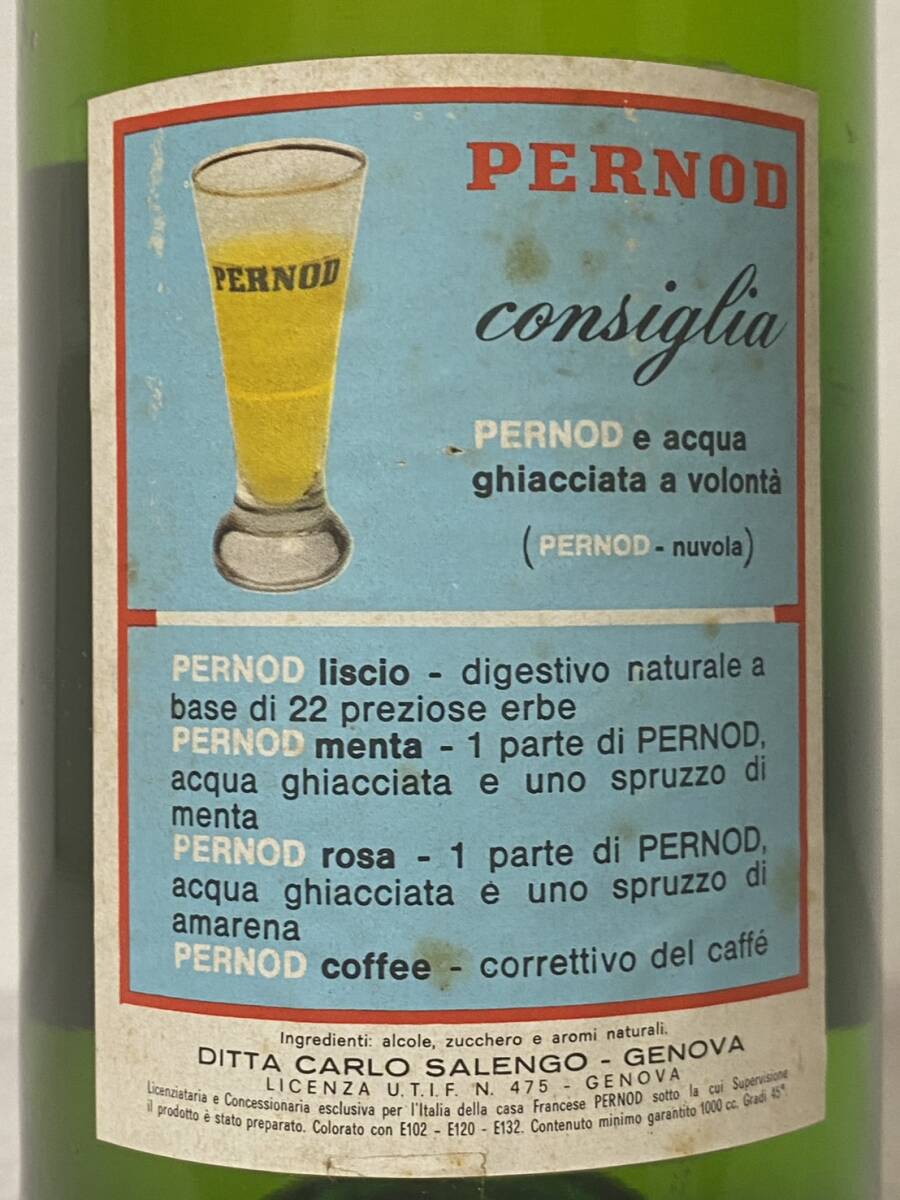 PERNOD
PERNOD
consiglia
PERNOD e acqua
ghiacciata a volontà
(PERNOD - nuvola)
PERNOD liscio - digestivo naturale a
base di 22 preziose erbe
PERNOD menta - 1 parte di PERNOD,
acqua ghiacciata e uno spruzzo di
menta
PERNOD rosa - 1 parte di PERNOD,
acqua ghiacciata e uno spruzzo di
amarena
PERNOD coffee - correttivo del caffé
Ingredienti: alcole, zucchero e aromi naturali.
DITTA CARLO SALENGO - GENOVA
LICENZA U.T.I.F. N. 475 - GENOVA
Licenziataria e Concessionaria esclusiva per l'Italia della casa Francese PERNOD sotto la cui Supervisione
il prodotto è stato preparato. Colorato con E102 - E120 - E132. Contenuto minimo garantito 1000 cc. Gradi 45°.